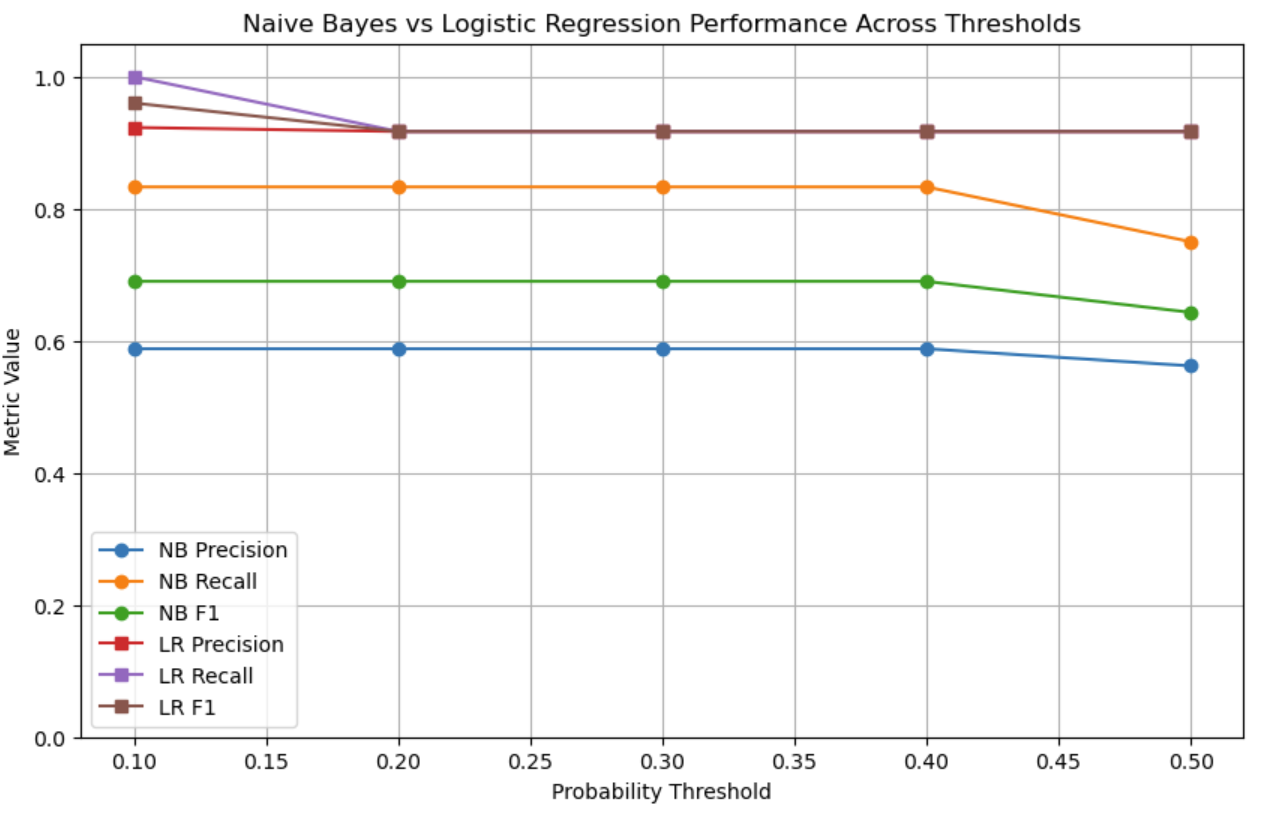 Naive Bayes vs Logistic Regression Performance Across Thresholds
Metric Value
1.0
0.8
0.6
0.4
0.2
0.0
NB Precision
NB Recall
NB F1
LR Precision
LR Recall
LR F1
0.10 0.15 0.20 0.25 0.30 0.35 0.40 0.45 0.50
Probability Threshold